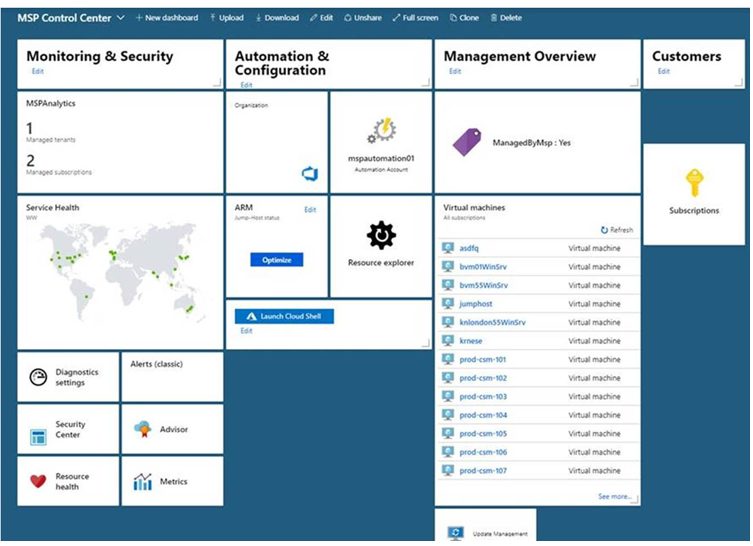 MSP Control Center
New dashboard
Upload
Download
Edit
Unshare
Full screen
Clone
Delete
Monitoring & Security
Edit
Automation &
Configuration
Edit
Management Overview
Edit
Customers
Edit
MSPAnalytics
1
Managed tenants
2
Managed subscriptions
Organization
mspautomation01
Automation Account
ManagedByMsp : Yes
Subscriptions
Service Health
WW
ARM
Jump-Host status
Edit
Optimize
Resource explorer
Launch Cloud Shell
Edit
Virtual machines
All subscriptions
Refresh
asdfq Virtual machine
bvm01WinSrv Virtual machine
bvm55WinSrv Virtual machine
jumphost Virtual machine
knlondon55WinSrv Virtual machine
krnese Virtual machine
prod-csm-101 Virtual machine
prod-csm-102 Virtual machine
prod-csm-103 Virtual machine
prod-csm-104 Virtual machine
prod-csm-105 Virtual machine
prod-csm-106 Virtual machine
prod-csm-107 Virtual machine
See more...
Diagnostics
settings
Alerts (classic)
Security
Center
Advisor
Resource
health
Metrics
Update Management